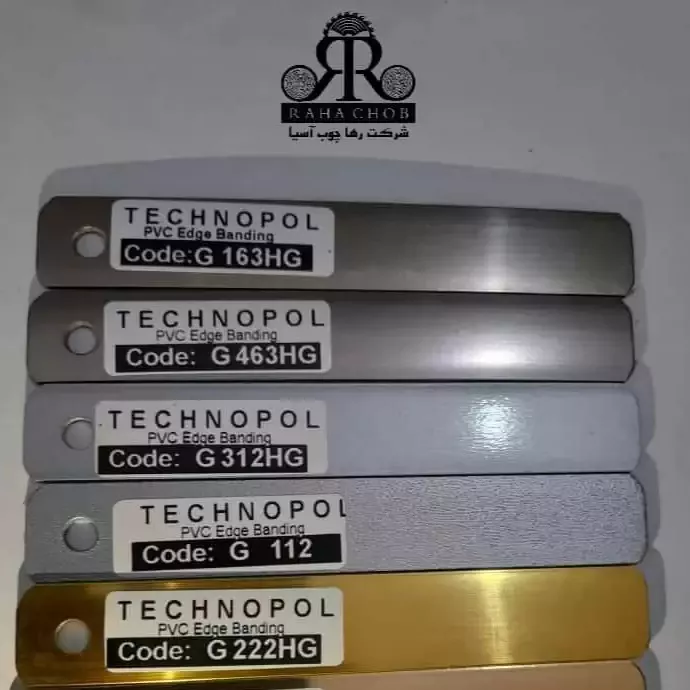 RAHA CHOB
شرکت رها چوب آسیا
TECHNOPOL
PVC Edge Banding
Code: G 163HG
TECHNOPOL
PVC Edge Banding
Code: G 463HG
TECHNOPOL
PVC Edge Banding
Code: G 312HG
TECHNOPOL
PVC Edge Banding
Code: G 112
TECHNOPOL
PVC Edge Banding
Code: G 222HG